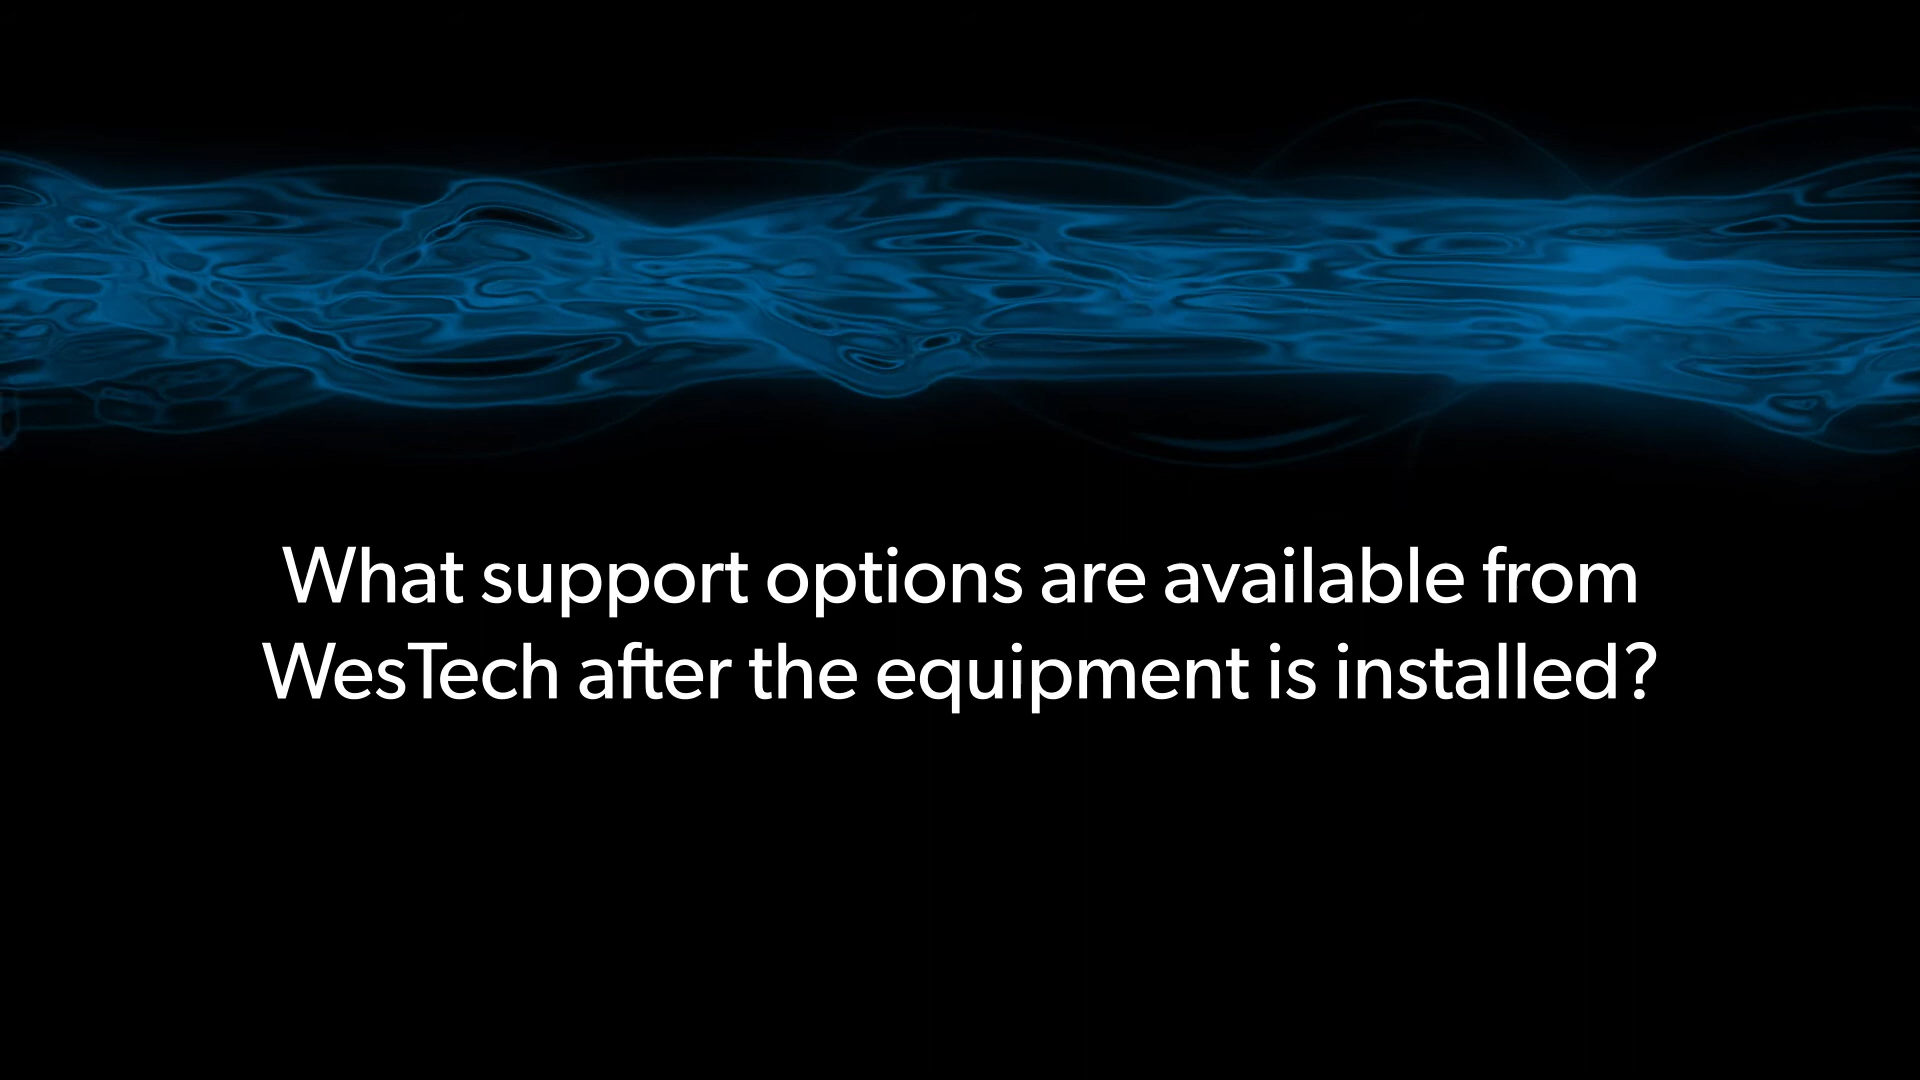 What support options are available from
WesTech after the equipment is installed?